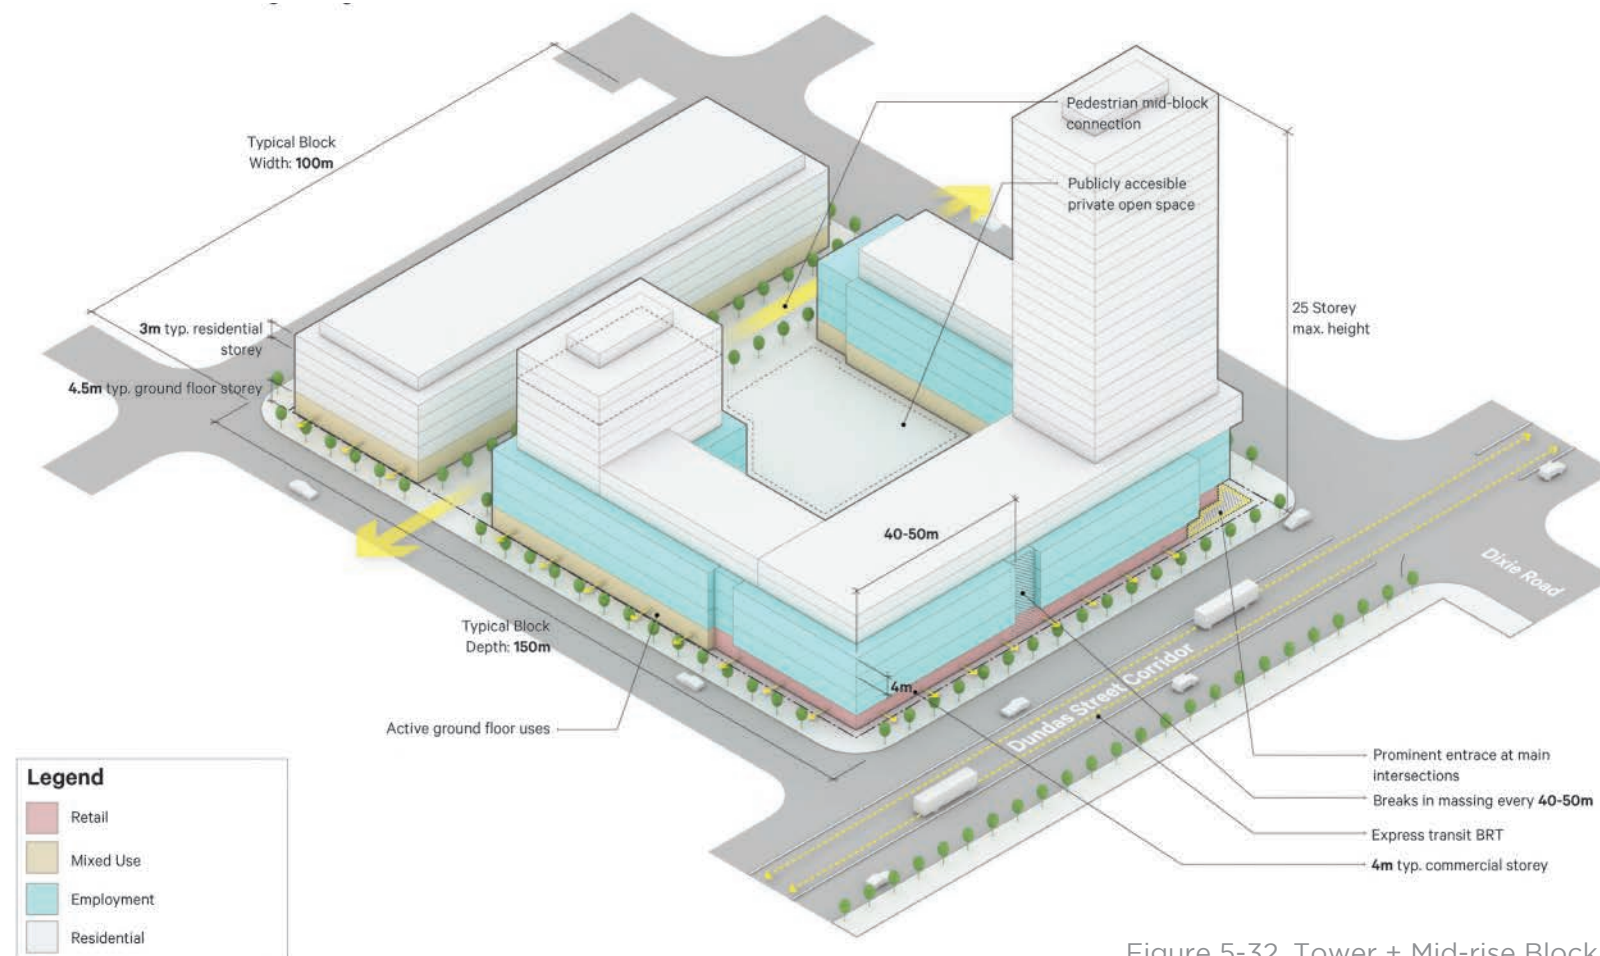 Pedestrian mid-block
connection
Typical Block
Width: 100m
Publicly accesible
private open space
25 Storey
max. height
3m typ. residential
storey
4.5m typ. ground floor storey
40-50m
Dixie Road
Typical Block
Depth: 150m
4m
Dundas Street Corridor
Active ground floor uses
Prominent entrace at main
intersections
Breaks in massing every 40-50m
Express transit BRT
4m typ. commercial storey
Legend
Retail
Mixed Use
Employment
Residential
Figure 5-32. Tower + Mid-rise Block